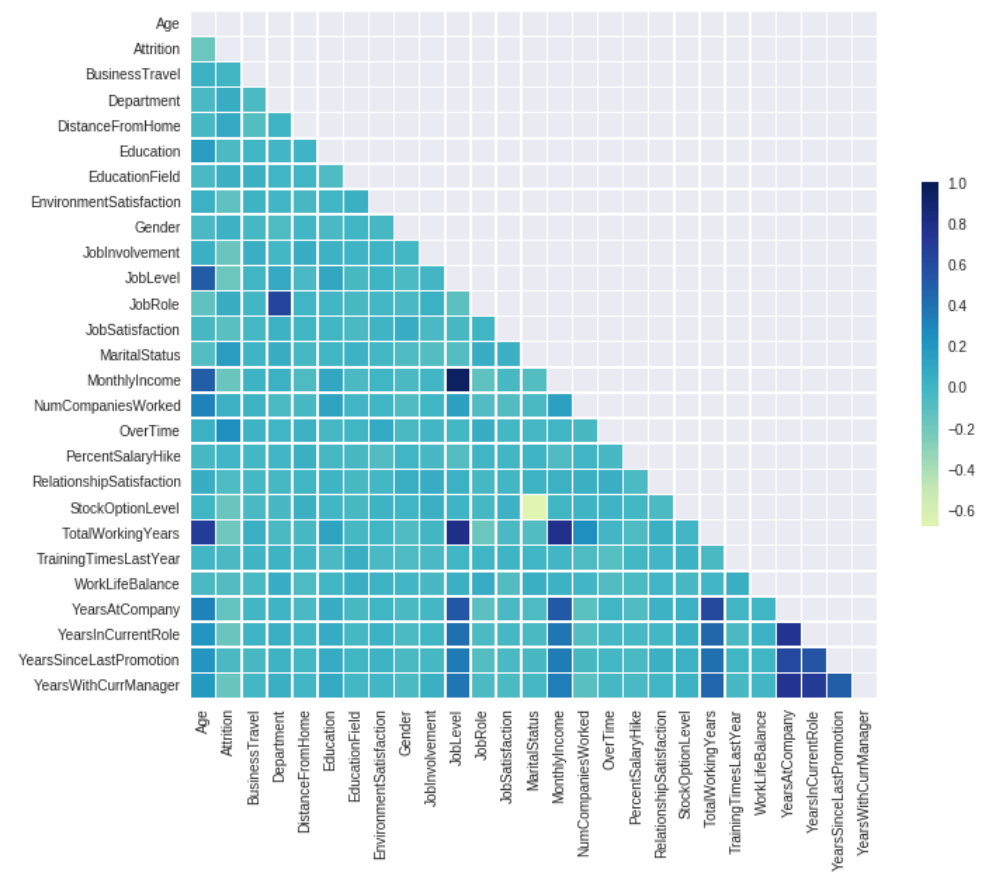 Age
Attrition
BusinessTravel
Department
DistanceFromHome
Education
EducationField
EnvironmentSatisfaction
Gender
JobInvolvement
JobLevel
JobRole
JobSatisfaction
MaritalStatus
MonthlyIncome
NumCompaniesWorked
OverTime
PercentSalaryHike
RelationshipSatisfaction
StockOptionLevel
TotalWorkingYears
TrainingTimesLastYear
WorkLifeBalance
YearsAtCompany
YearsInCurrentRole
YearsSinceLastPromotion
YearsWithCurrManager
Age
Attrition
BusinessTravel
Department
DistanceFromHome
Education
EducationField
EnvironmentSatisfaction
Gender
JobInvolvement
JobLevel
JobRole
JobSatisfaction
MaritalStatus
MonthlyIncome
NumCompaniesWorked
OverTime
PercentSalaryHike
RelationshipSatisfaction
StockOptionLevel
TotalWorkingYears
TrainingTimesLastYear
WorkLifeBalance
YearsAtCompany
YearsInCurrentRole
YearsSinceLastPromotion
YearsWithCurrManager
1.0
0.8
0.6
0.4
0.2
0.0
−0.2
−0.4
−0.6